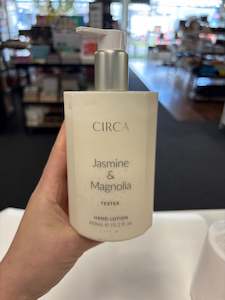 CIRCA
Jasmine
&
Magnolia
TESTER
HAND LOTION